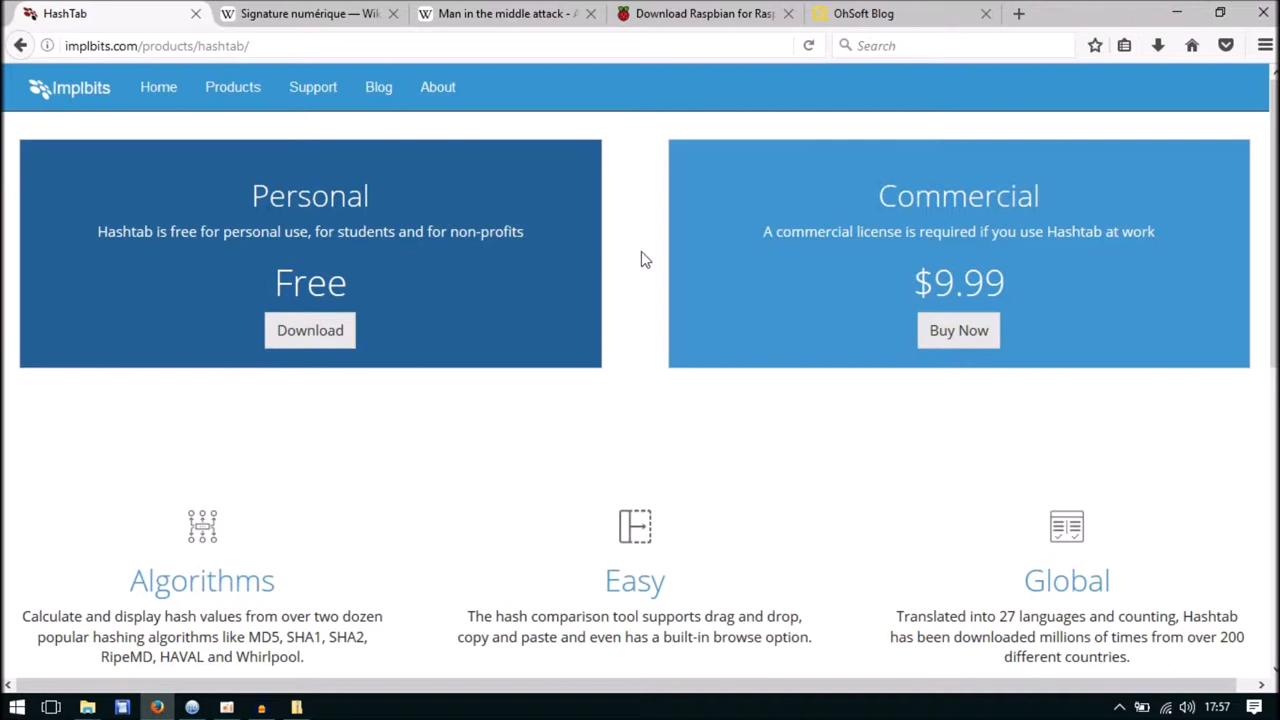 HashTab
Signature numérique — Wik
Man in the middle attack - A
Download Raspbian for Rasp
OhSoft Blog
implbits.com/products/hashtab/
Search
Implbits
Home
Products
Support
Blog
About
Personal
Hashtab is free for personal use, for students and for non-profits
Free
Download
Commercial
A commercial license is required if you use Hashtab at work
$9.99
Buy Now
Algorithms
Calculate and display hash values from over two dozen
popular hashing algorithms like MD5, SHA1, SHA2,
RipeMD, HAVAL and Whirlpool.
Easy
The hash comparison tool supports drag and drop,
copy and paste and even has a built-in browse option.
Global
Translated into 27 languages and counting, Hashtab
has been downloaded millions of times from over 200
different countries.
17:57